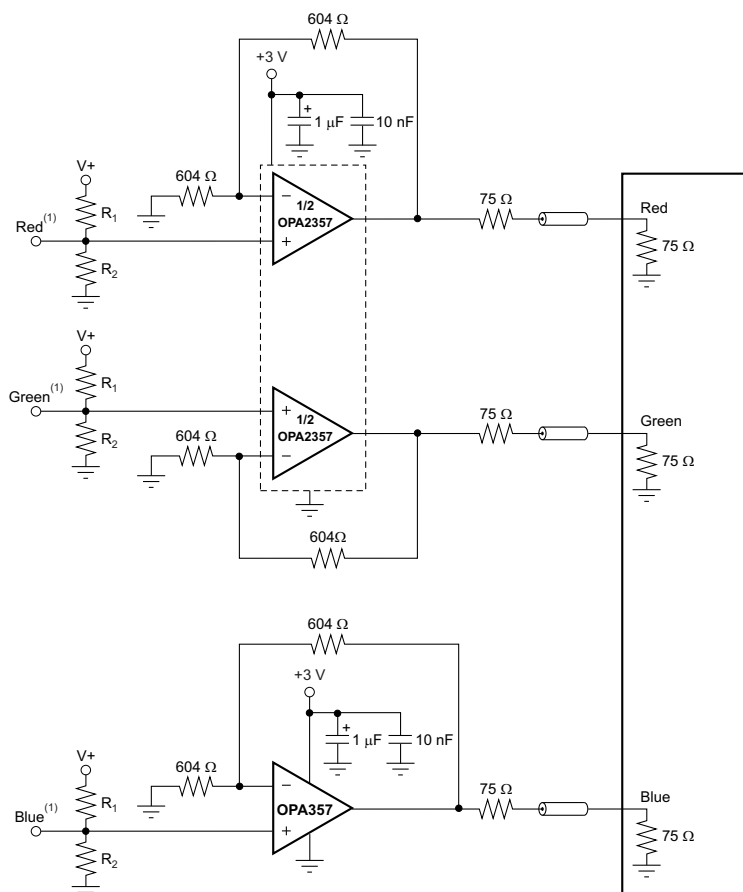 604 Ω
+3 V
+
1 μF
10 nF
604 Ω
V+
R1
Red(1)
R2
−
1/2
OPA2357
+
75 Ω
Red
75 Ω
V+
R1
Green(1)
R2
+
1/2
OPA2357
−
604 Ω
75 Ω
Green
75 Ω
604Ω
604 Ω
+3 V
+
1 μF
10 nF
604 Ω
V+
R1
Blue(1)
R2
−
OPA357
+
75 Ω
Blue
75 Ω